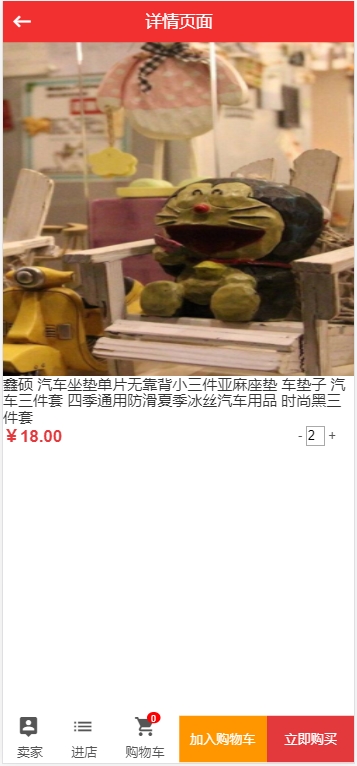 详情页面
鑫硕 汽车坐垫单片无靠背小三件亚麻座垫 车垫子 汽
车三件套 四季通用防滑夏季冰丝汽车用品 时尚黑三
件套
￥18.00
- 2 +
0
卖家
进店
购物车
加入购物车
立即购买